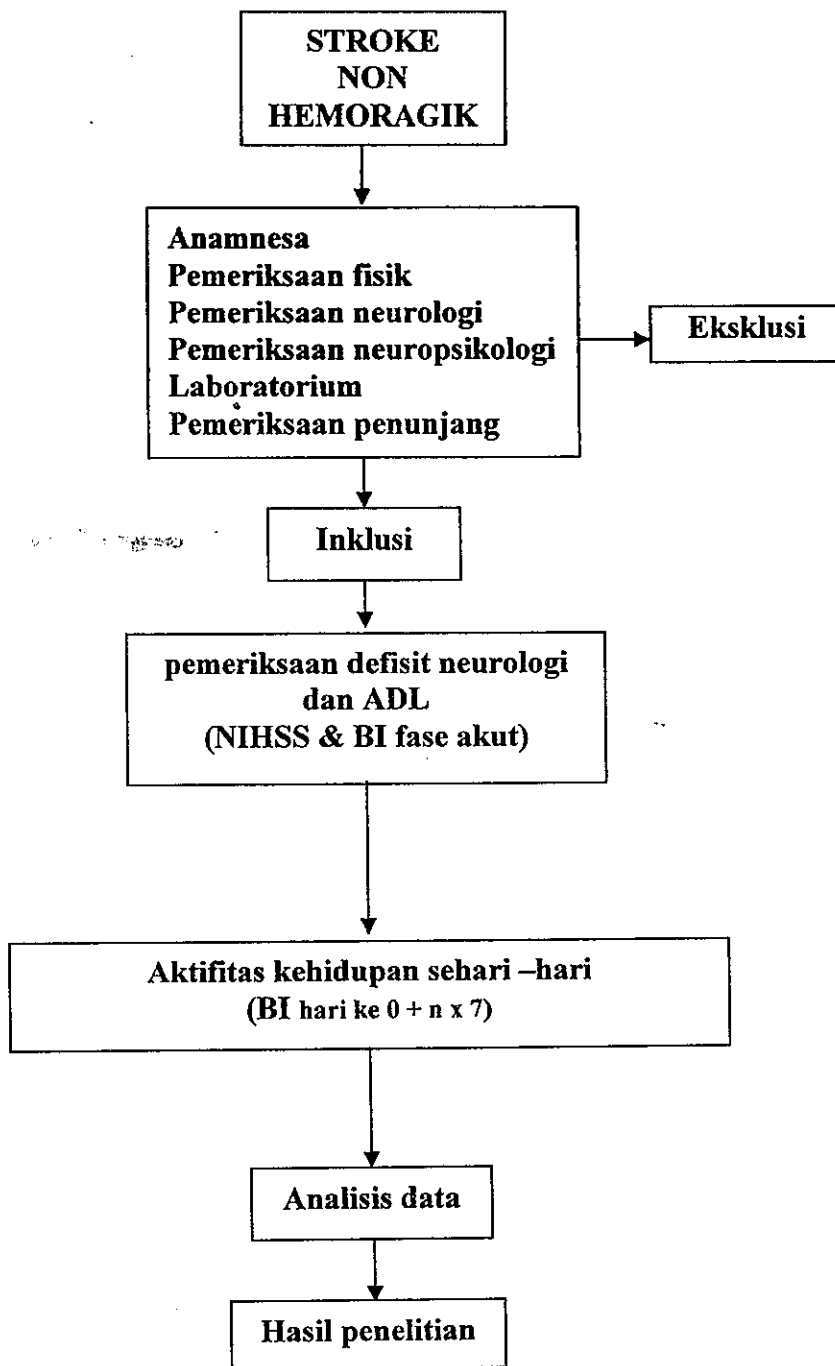 STROKE
NON
HEMORAGIK
Anamnesa
Pemeriksaan fisik
Pemeriksaan neurologi
Pemeriksaan neuropsikologi
Laboratorium
Pemeriksaan penunjang
Eksklusi
Inklusi
pemeriksaan defisit neurologi
dan ADL
(NIHSS & BI fase akut)
Aktifitas kehidupan sehari –hari
(BI hari ke 0 + n x 7)
Analisis data
Hasil penelitian